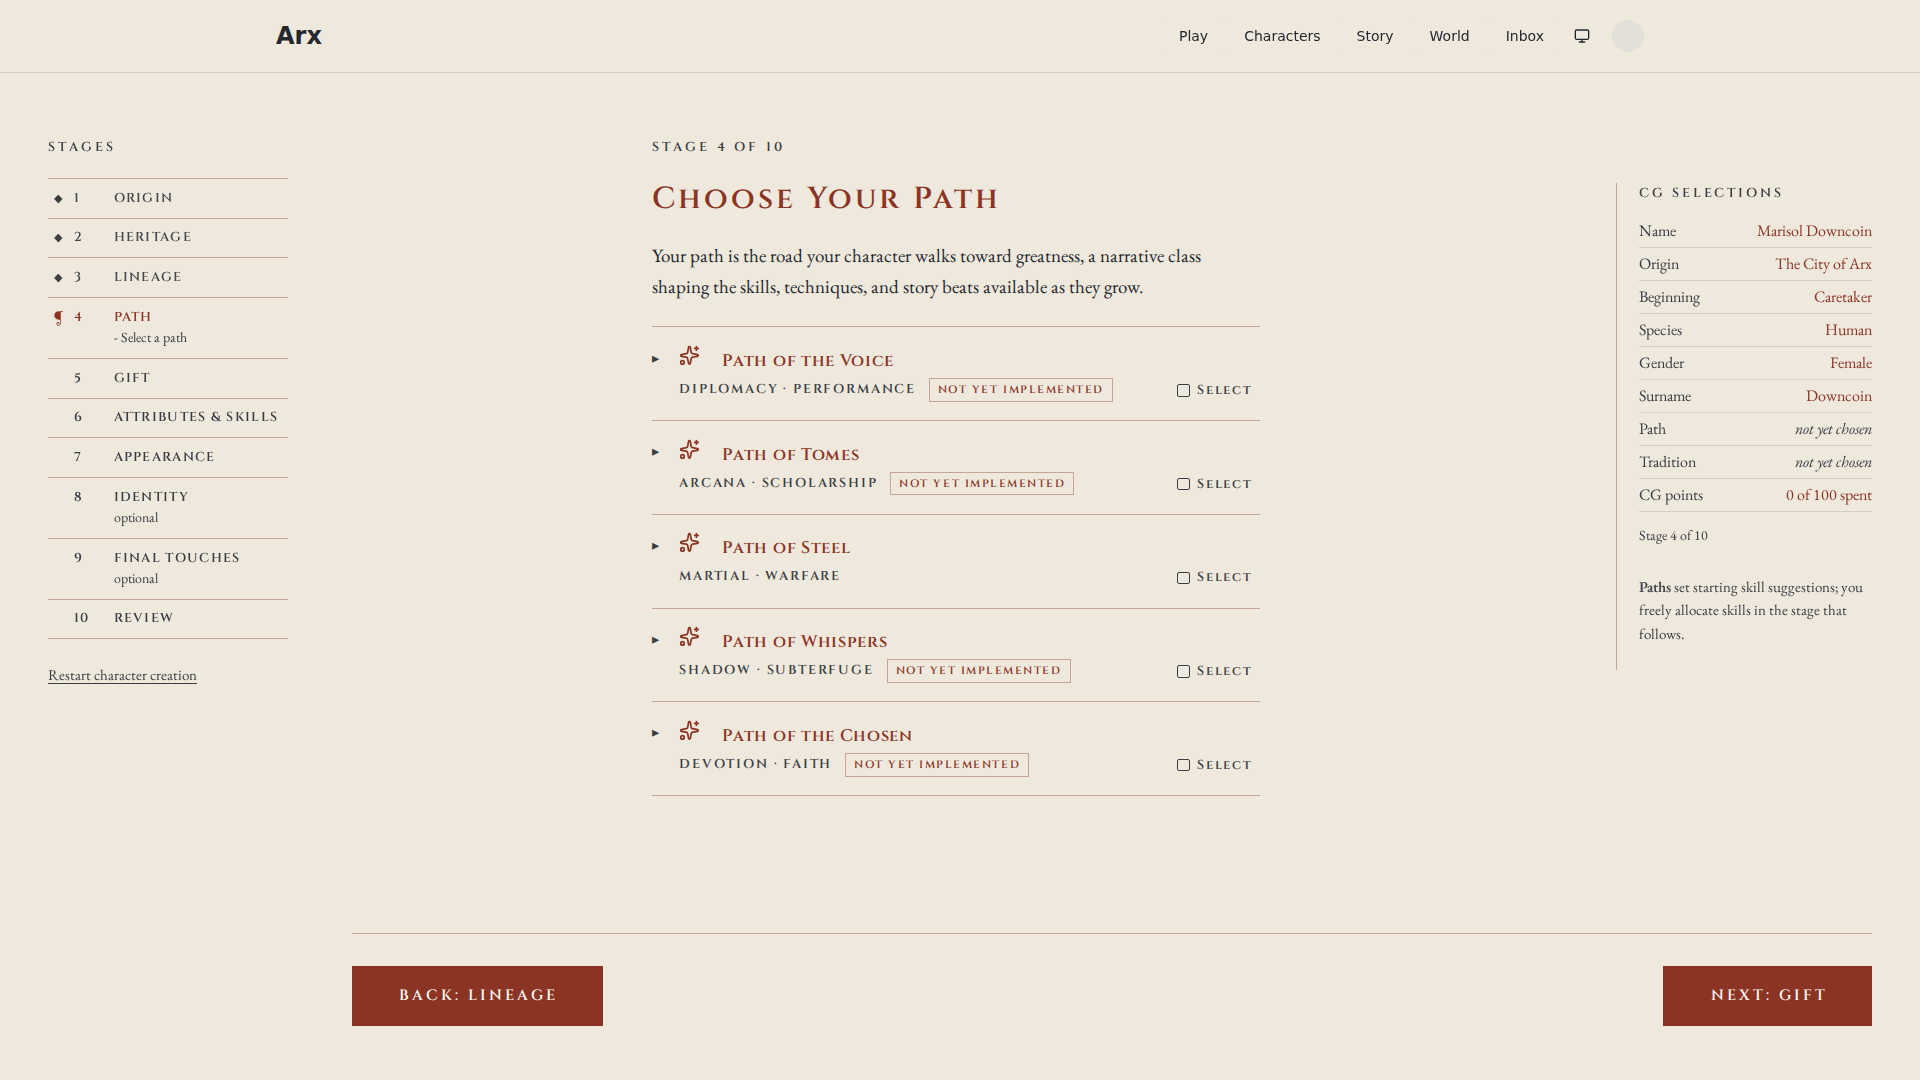 Arx
Play Characters Story World Inbox
STAGES
◆ 1 ORIGIN
◆ 2 HERITAGE
◆ 3 LINEAGE
¶ 4 PATH
- Select a path
5 GIFT
6 ATTRIBUTES & SKILLS
7 APPEARANCE
8 IDENTITY
optional
9 FINAL TOUCHES
optional
10 REVIEW
Restart character creation
STAGE 4 OF 10
Choose Your Path
Your path is the road your character walks toward greatness, a narrative class
shaping the skills, techniques, and story beats available as they grow.
Path of the Voice
DIPLOMACY · PERFORMANCE NOT YET IMPLEMENTED Select
Path of Tomes
ARCANA · SCHOLARSHIP NOT YET IMPLEMENTED Select
Path of Steel
MARTIAL · WARFARE Select
Path of Whispers
SHADOW · SUBTERFUGE NOT YET IMPLEMENTED Select
Path of the Chosen
DEVOTION · FAITH NOT YET IMPLEMENTED Select
CG SELECTIONS
Name Marisol Downcoin
Origin The City of Arx
Beginning Caretaker
Species Human
Gender Female
Surname Downcoin
Path not yet chosen
Tradition not yet chosen
CG points 0 of 100 spent
Stage 4 of 10
Paths set starting skill suggestions; you
freely allocate skills in the stage that
follows.
BACK: LINEAGE
NEXT: GIFT